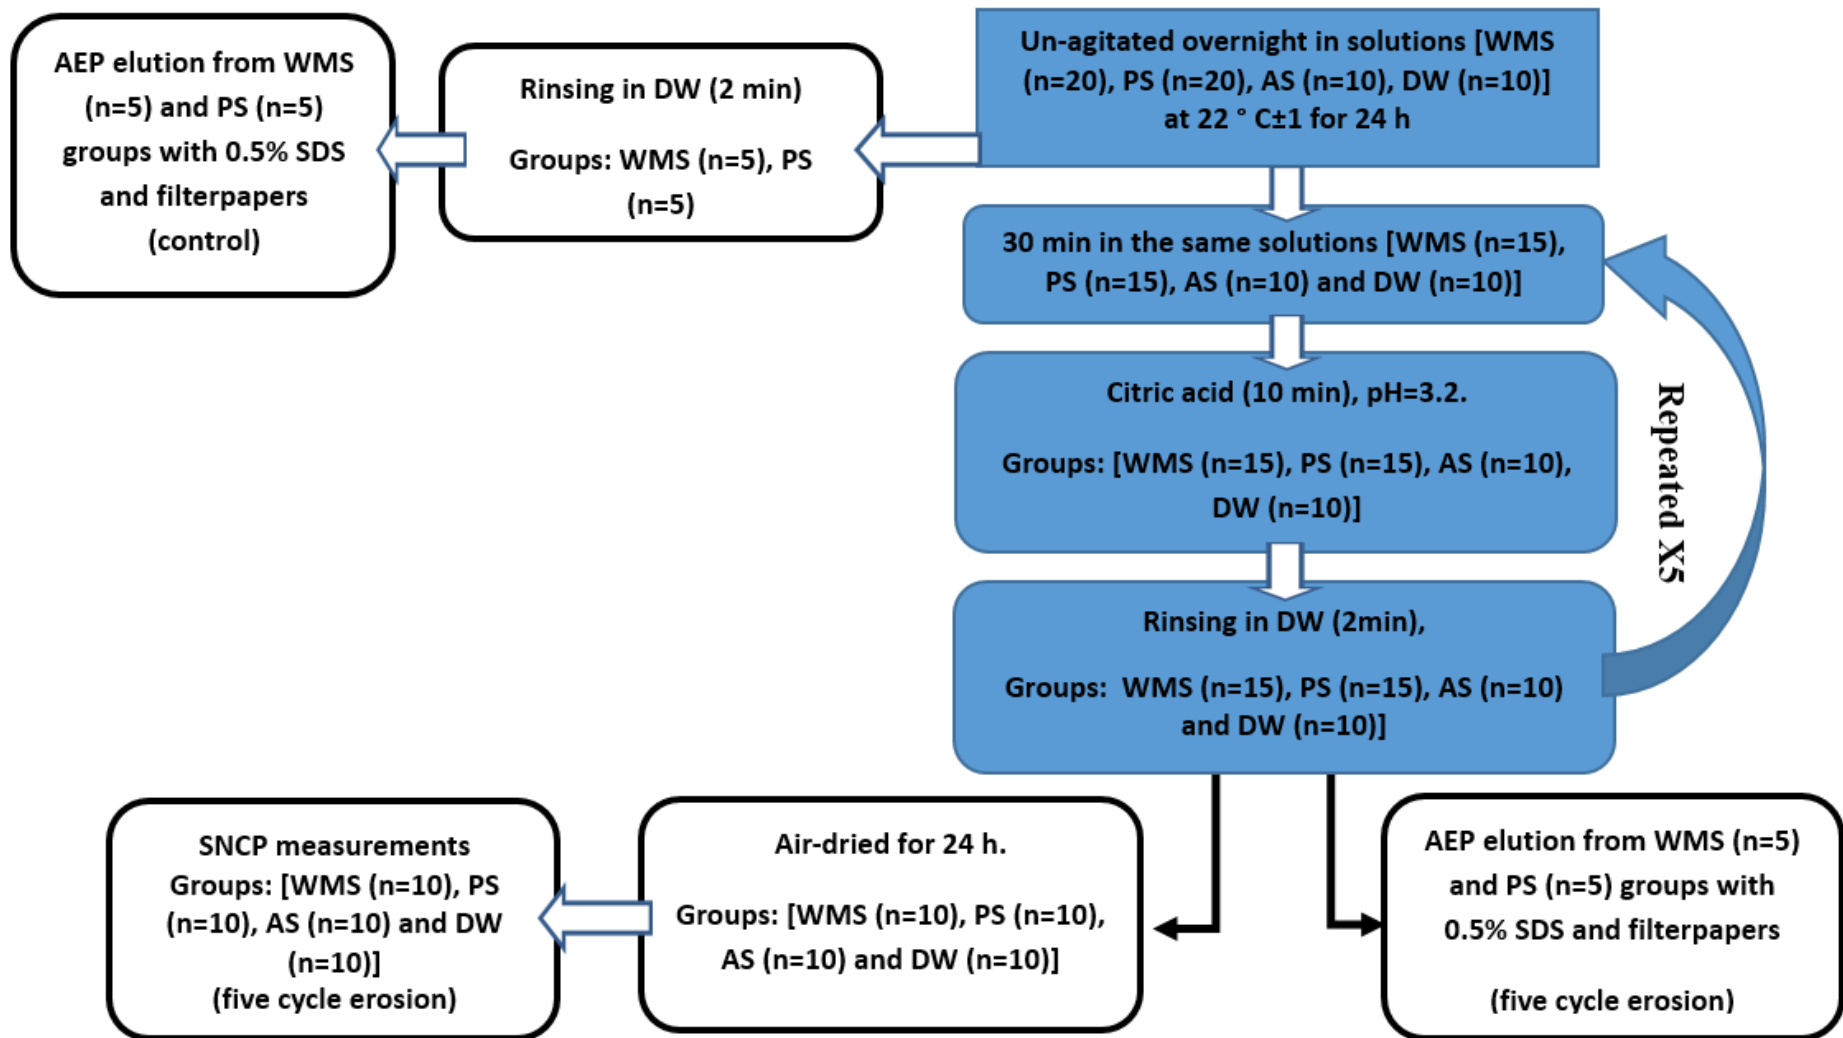 Un-agitated overnight in solutions [WMS
(n=20), PS (n=20), AS (n=10), DW (n=10)]
at 22 ° C±1 for 24 h
Rinsing in DW (2 min)
Groups: WMS (n=5), PS
(n=5)
AEP elution from WMS
(n=5) and PS (n=5)
groups with 0.5% SDS
and filterpapers
(control)
30 min in the same solutions [WMS (n=15),
PS (n=15), AS (n=10) and DW (n=10)]
Citric acid (10 min), pH=3.2.
Groups: [WMS (n=15), PS (n=15), AS (n=10),
DW (n=10)]
Repeated X5
Rinsing in DW (2min),
Groups:  WMS (n=15), PS (n=15), AS (n=10)
and DW (n=10)]
Air-dried for 24 h.
Groups: [WMS (n=10), PS (n=10),
AS (n=10) and DW (n=10)]
SNCP measurements
Groups: [WMS (n=10), PS
(n=10), AS (n=10) and DW
(n=10)]
(five cycle erosion)
AEP elution from WMS (n=5)
and PS (n=5) groups with
0.5% SDS and filterpapers
(five cycle erosion)